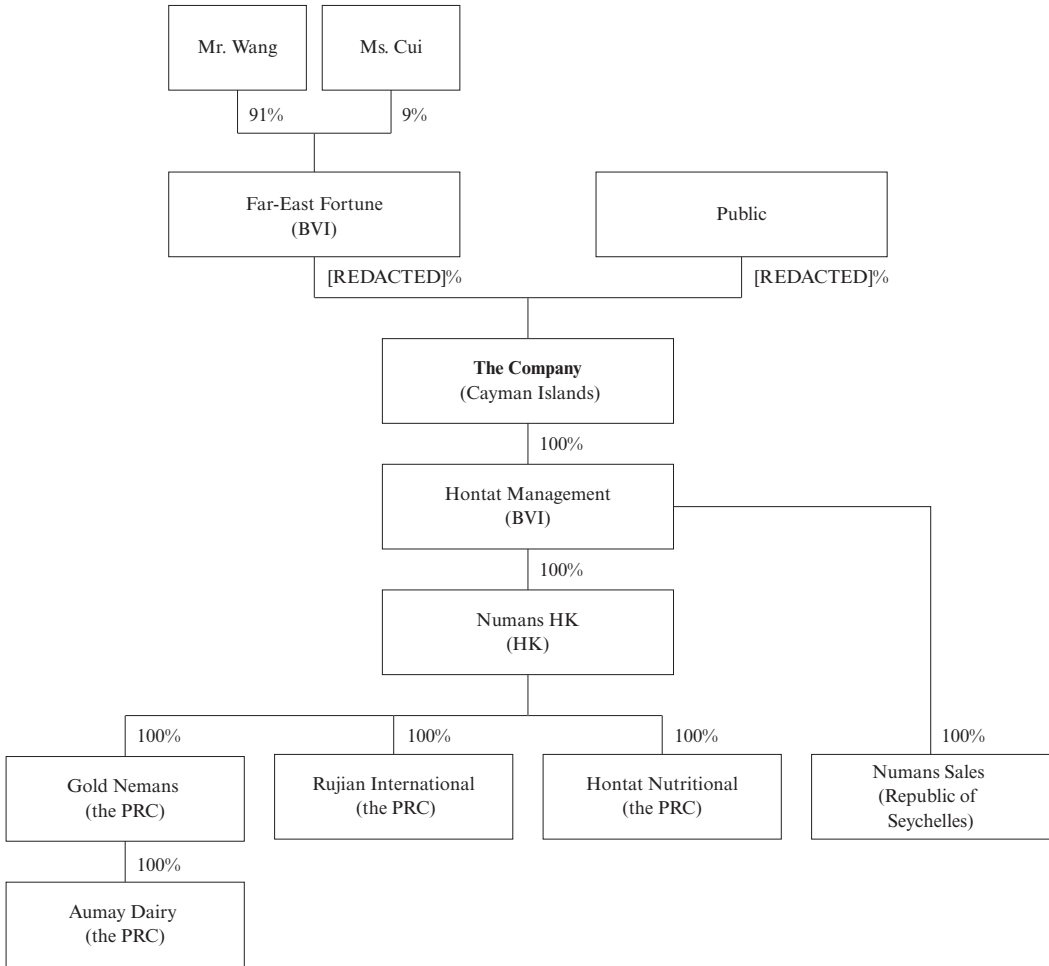 Mr. Wang
Ms. Cui
91%
9%
Far-East Fortune
(BVI)
Public
[REDACTED]%
[REDACTED]%
The Company
(Cayman Islands)
100%
Hontat Management
(BVI)
100%
Numans HK
(HK)
100%
100%
100%
100%
Gold Nemans
(the PRC)
Rujian International
(the PRC)
Hontat Nutritional
(the PRC)
Numans Sales
(Republic of
Seychelles)
100%
Aumay Dairy
(the PRC)